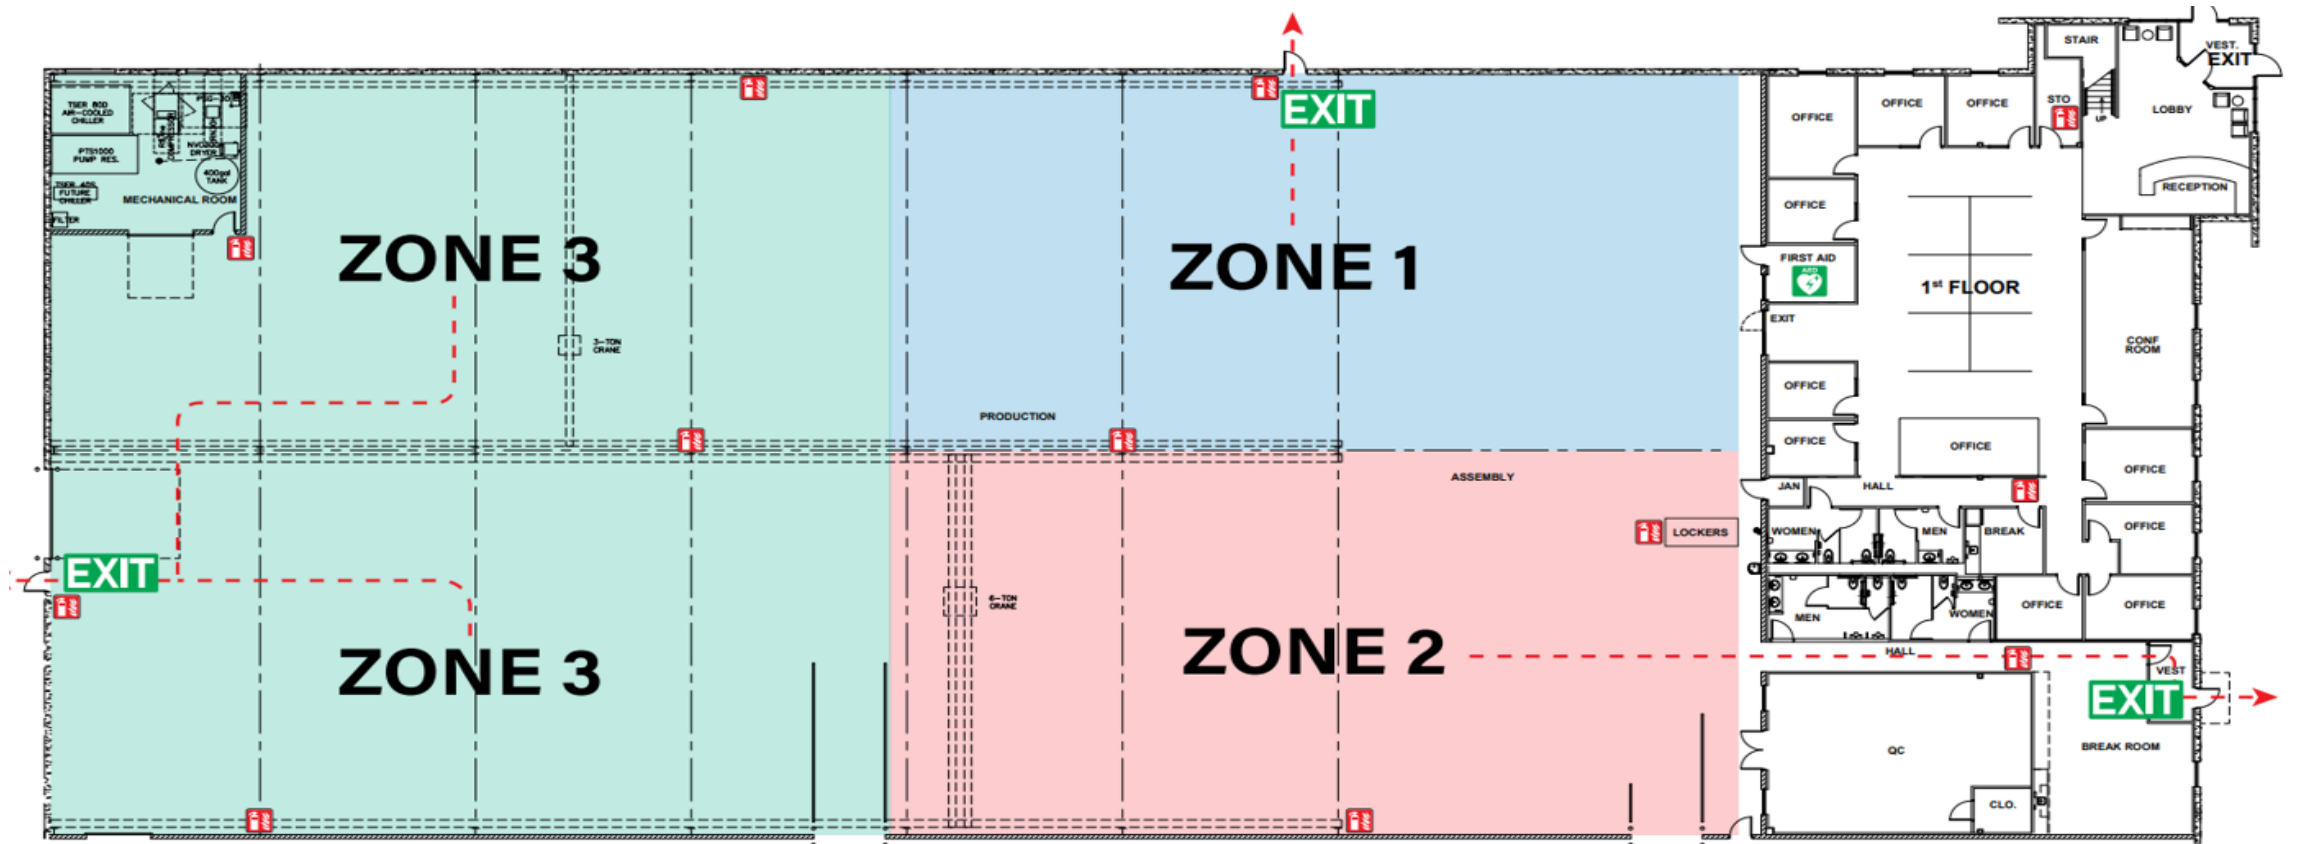 STAIR
VEST.
EXIT
TSER 80D
AIR-COOLED
CHILLER
EXIT
OFFICE
OFFICE
OFFICE
STO
LOBBY
UP
PTS1000
PUMP RES.
400gal
TANK
FUTURE
CHILLER
MECHANICAL ROOM
FILTER
RECEPTION
OFFICE
ZONE 3
ZONE 1
FIRST AID
AED
1st FLOOR
EXIT
3-TON
CRANE
CONF
ROOM
OFFICE
PRODUCTION
OFFICE
OFFICE
OFFICE
ASSEMBLY
JAN
HALL
LOCKERS
WOMEN
MEN
BREAK
OFFICE
EXIT
6-TON
CRANE
MEN
WOMEN
OFFICE
OFFICE
ZONE 3
ZONE 2
HALL
VEST
EXIT
QC
BREAK ROOM
CLO.